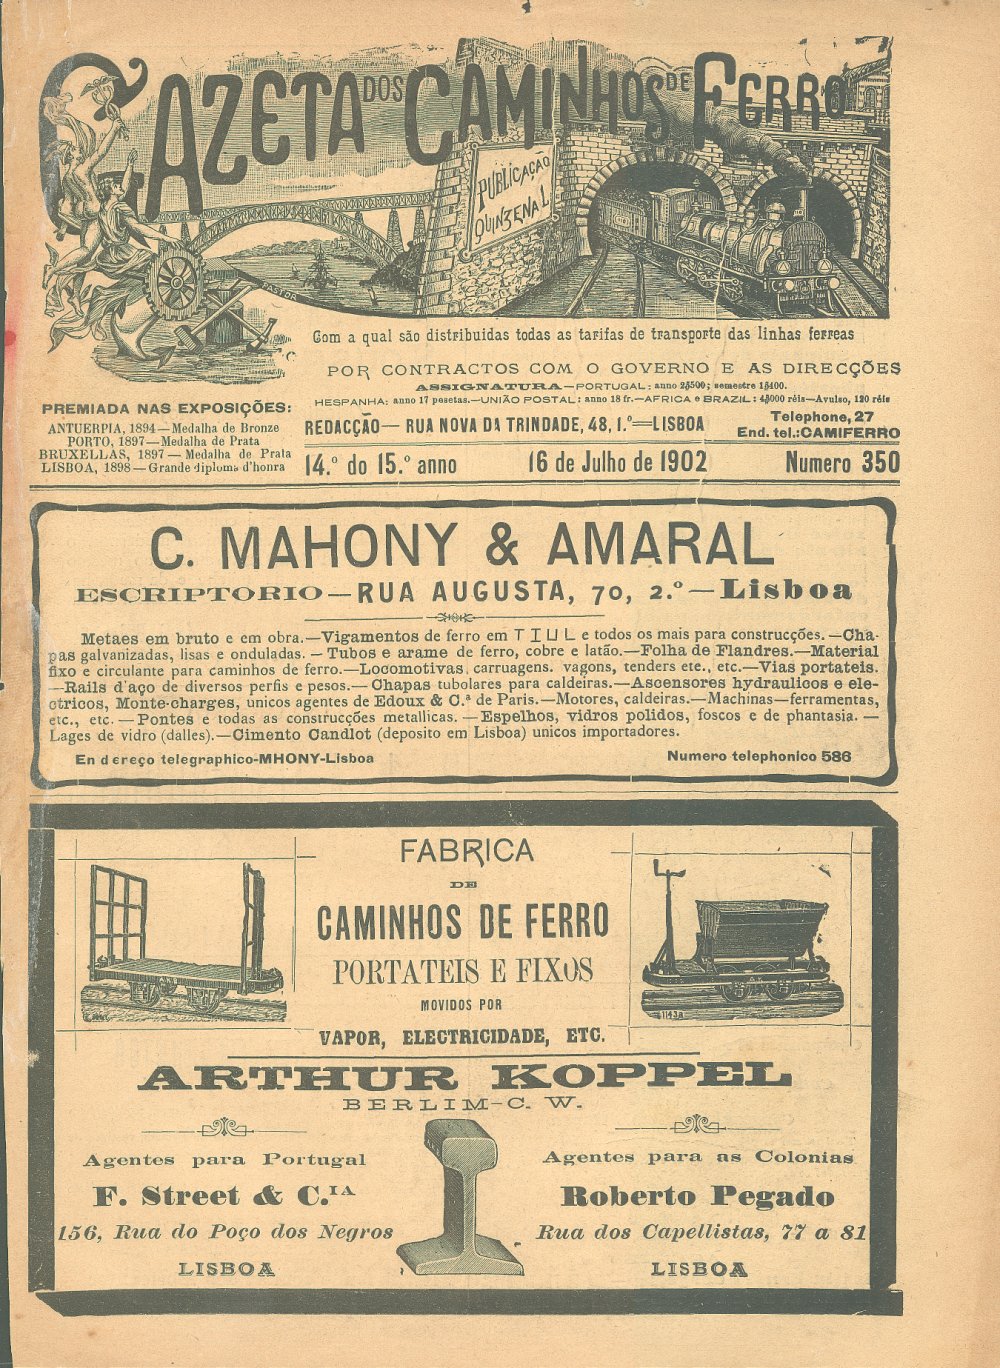 GAZETA DOS CAMINHOS DE FERRO
PUBLICAÇÃO
QUINZENAL
PASTOR
Com a qual são distribuidas todas as tarifas de transporte das linhas ferreas
POR CONTRACTOS COM O GOVERNO E AS DIRECÇÕES
ASSIGNATURA—PORTUGAL: anno 2$500; semestre 1$400.
HESPANHA: anno 17 pesetas.—UNIÃO POSTAL: anno 18 fr.—AFRICA e BRAZIL: 4$000 réis—Avulso, 120 réis
PREMIADA NAS EXPOSIÇÕES:
ANTUERPIA, 1894—Medalha de Bronze
PORTO, 1897—Medalha de Prata
BRUXELLAS, 1897—Medalha de Prata
LISBOA, 1898—Grande diploma d'honra
REDACÇÃO—RUA NOVA DA TRINDADE, 48, 1.º—LISBOA
Telephone, 27
End. tel.: CAMIFERRO
14.º do 15.º anno 16 de Julho de 1902 Numero 350
C. MAHONY & AMARAL
ESCRIPTORIO—RUA AUGUSTA, 70, 2.º—Lisboa
Metaes em bruto e em obra.—Vigamentos de ferro em T I U L e todos os mais para construcções.—Cha-
pas galvanizadas, lisas e onduladas.—Tubos e arame de ferro, cobre e latão.—Folha de Flandres.—Material
fixo e circulante para caminhos de ferro.—Locomotivas, carruagens. vagons, tenders ete., etc.—Vias portateis.
—Rails d'aço de diversos perfis e pesos.—Chapas tubolares para caldeiras.—Ascensores hydraulicos e ele-
ctricos, Monte-charges, unicos agentes de Edoux & C.ª de Paris.—Motores, caldeiras.—Machinas—ferramentas,
etc., etc.—Pontes e todas as construcções metallicas.—Espelhos, vidros polidos, foscos e de phantasia.—
Lages de vidro (dalles).—Cimento Candlot (deposito em Lisboa) unicos importadores.
En d ereço telegraphico-MHONY-Lisboa Numero telephonico 586
FABRICA
DE
CAMINHOS DE FERRO
PORTATEIS E FIXOS
MOVIDOS POR
VAPOR, ELECTRICIDADE, ETC.
1143a
ARTHUR KOPPEL
BERLIM-C. W.
Agentes para Portugal
F. Street & C.IA
156, Rua do Poço dos Negros
LISBOA
Agentes para as Colonias
Roberto Pegado
Rua dos Capellistas, 77 a 81
LISBOA